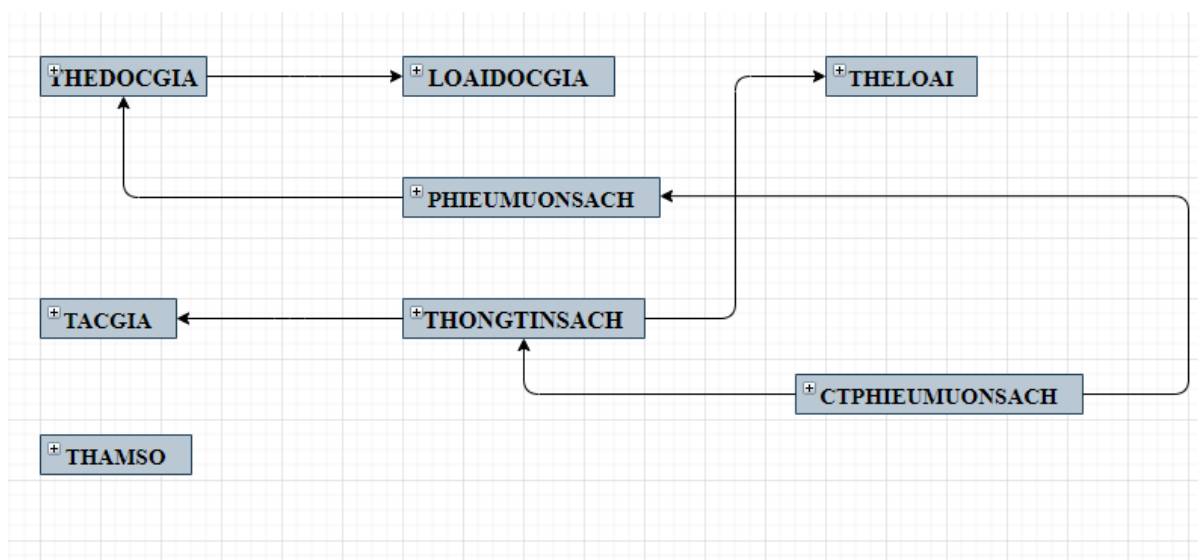 THEDOCGIA
LOAIDOCGIA
THELOAI
PHIEUMUONSACH
TACGIA
THONGTINSACH
CTPHIEUMUONSACH
THAMSO